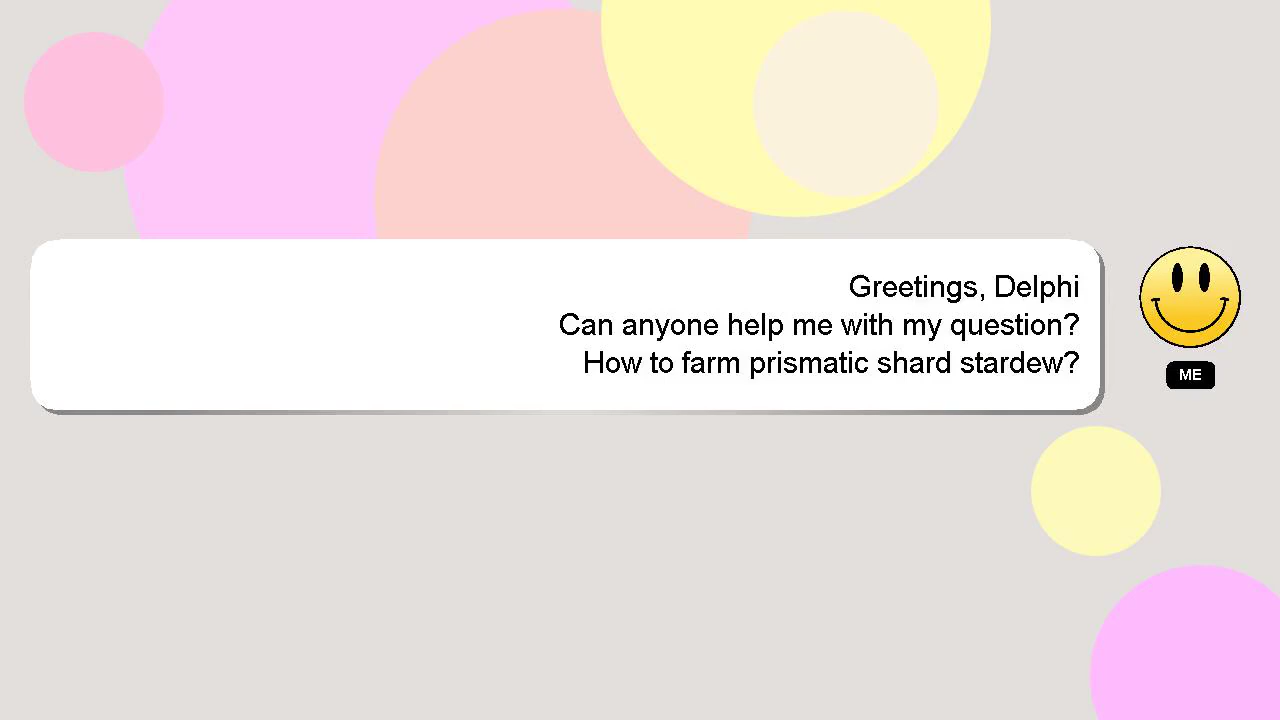 Greetings, Delphi
Can anyone help me with my question?
How to farm prismatic shard stardew?
ME